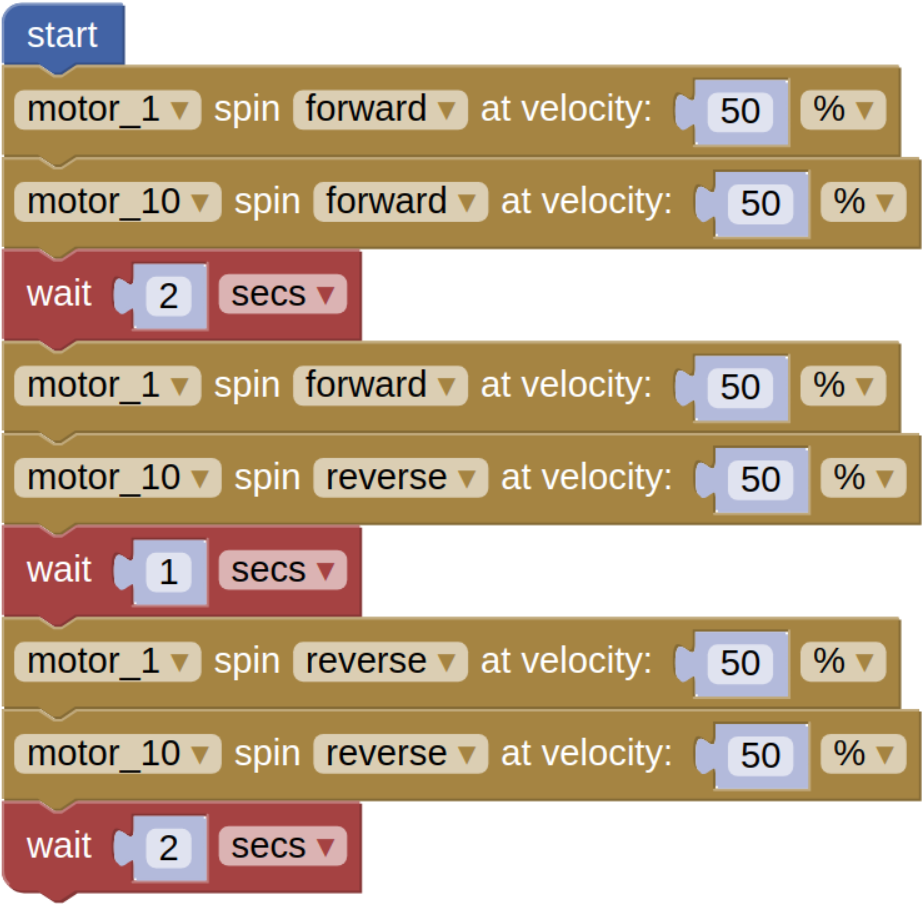 start
motor_1 ▾ spin forward ▾ at velocity: 50 % ▾
motor_10 ▾ spin forward ▾ at velocity: 50 % ▾
wait 2 secs ▾
motor_1 ▾ spin forward ▾ at velocity: 50 % ▾
motor_10 ▾ spin reverse ▾ at velocity: 50 % ▾
wait 1 secs ▾
motor_1 ▾ spin reverse ▾ at velocity: 50 % ▾
motor_10 ▾ spin reverse ▾ at velocity: 50 % ▾
wait 2 secs ▾